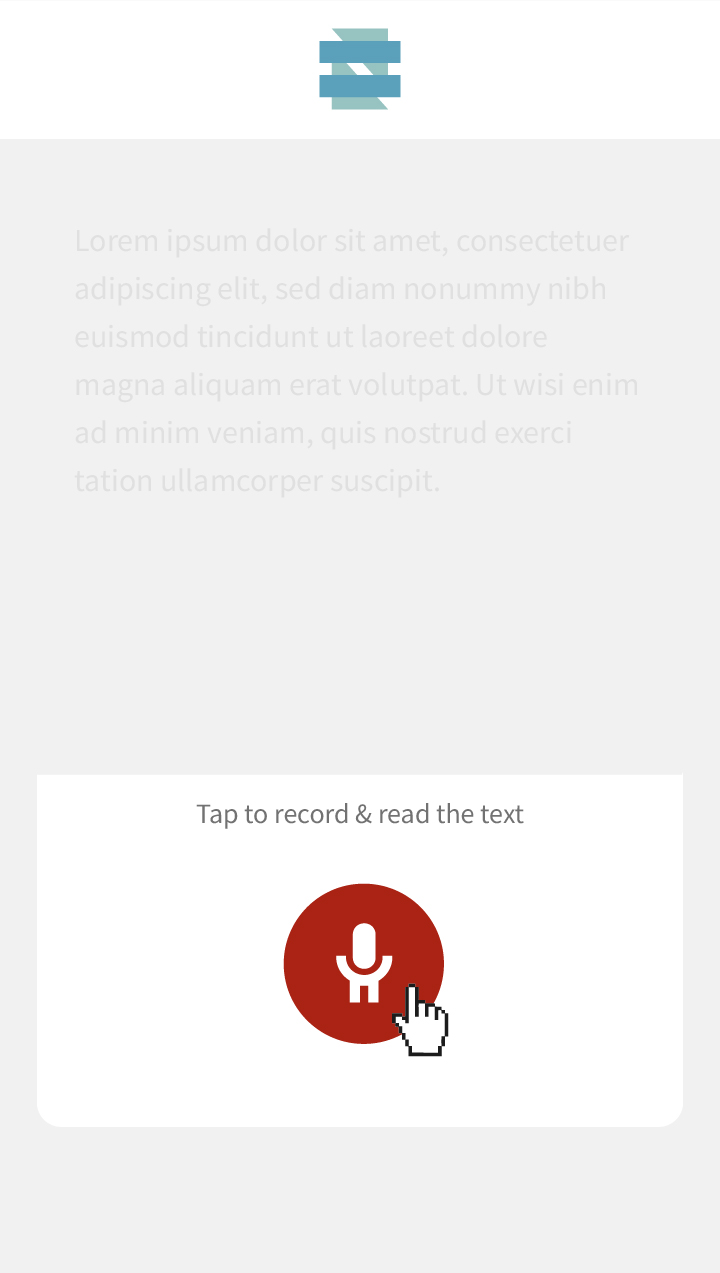 Lorem ipsum dolor sit amet, consectetuer
adipiscing elit, sed diam nonummy nibh
euismod tincidunt ut laoreet dolore
magna aliquam erat volutpat. Ut wisi enim
ad minim veniam, quis nostrud exerci
tation ullamcorper suscipit.
Tap to record & read the text